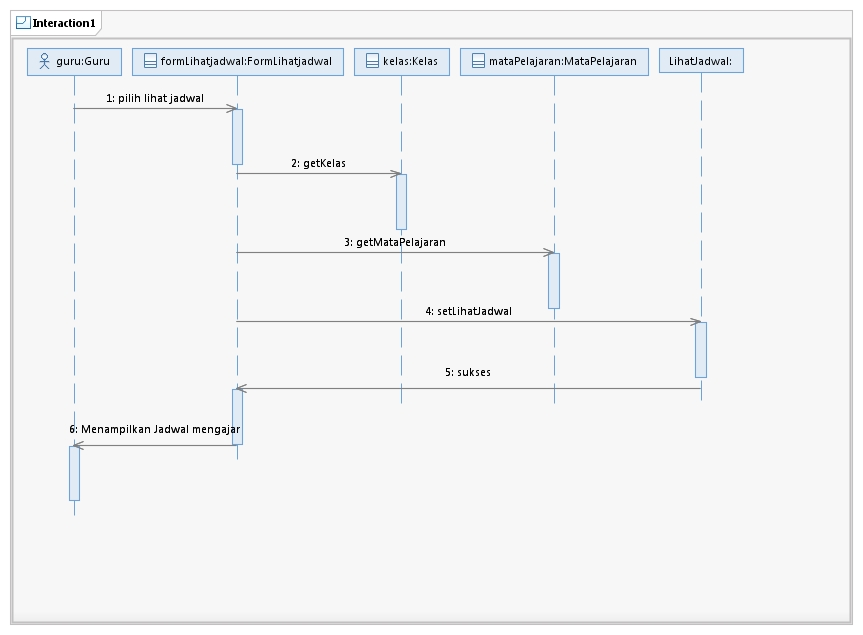 Interaction1
guru:Guru
formLihatjadwal:FormLihatjadwal
kelas:Kelas
mataPelajaran:MataPelajaran
LihatJadwal:
1: pilih lihat jadwal
2: getKelas
3: getMataPelajaran
4: setLihatJadwal
5: sukses
6: Menampilkan Jadwal mengajar